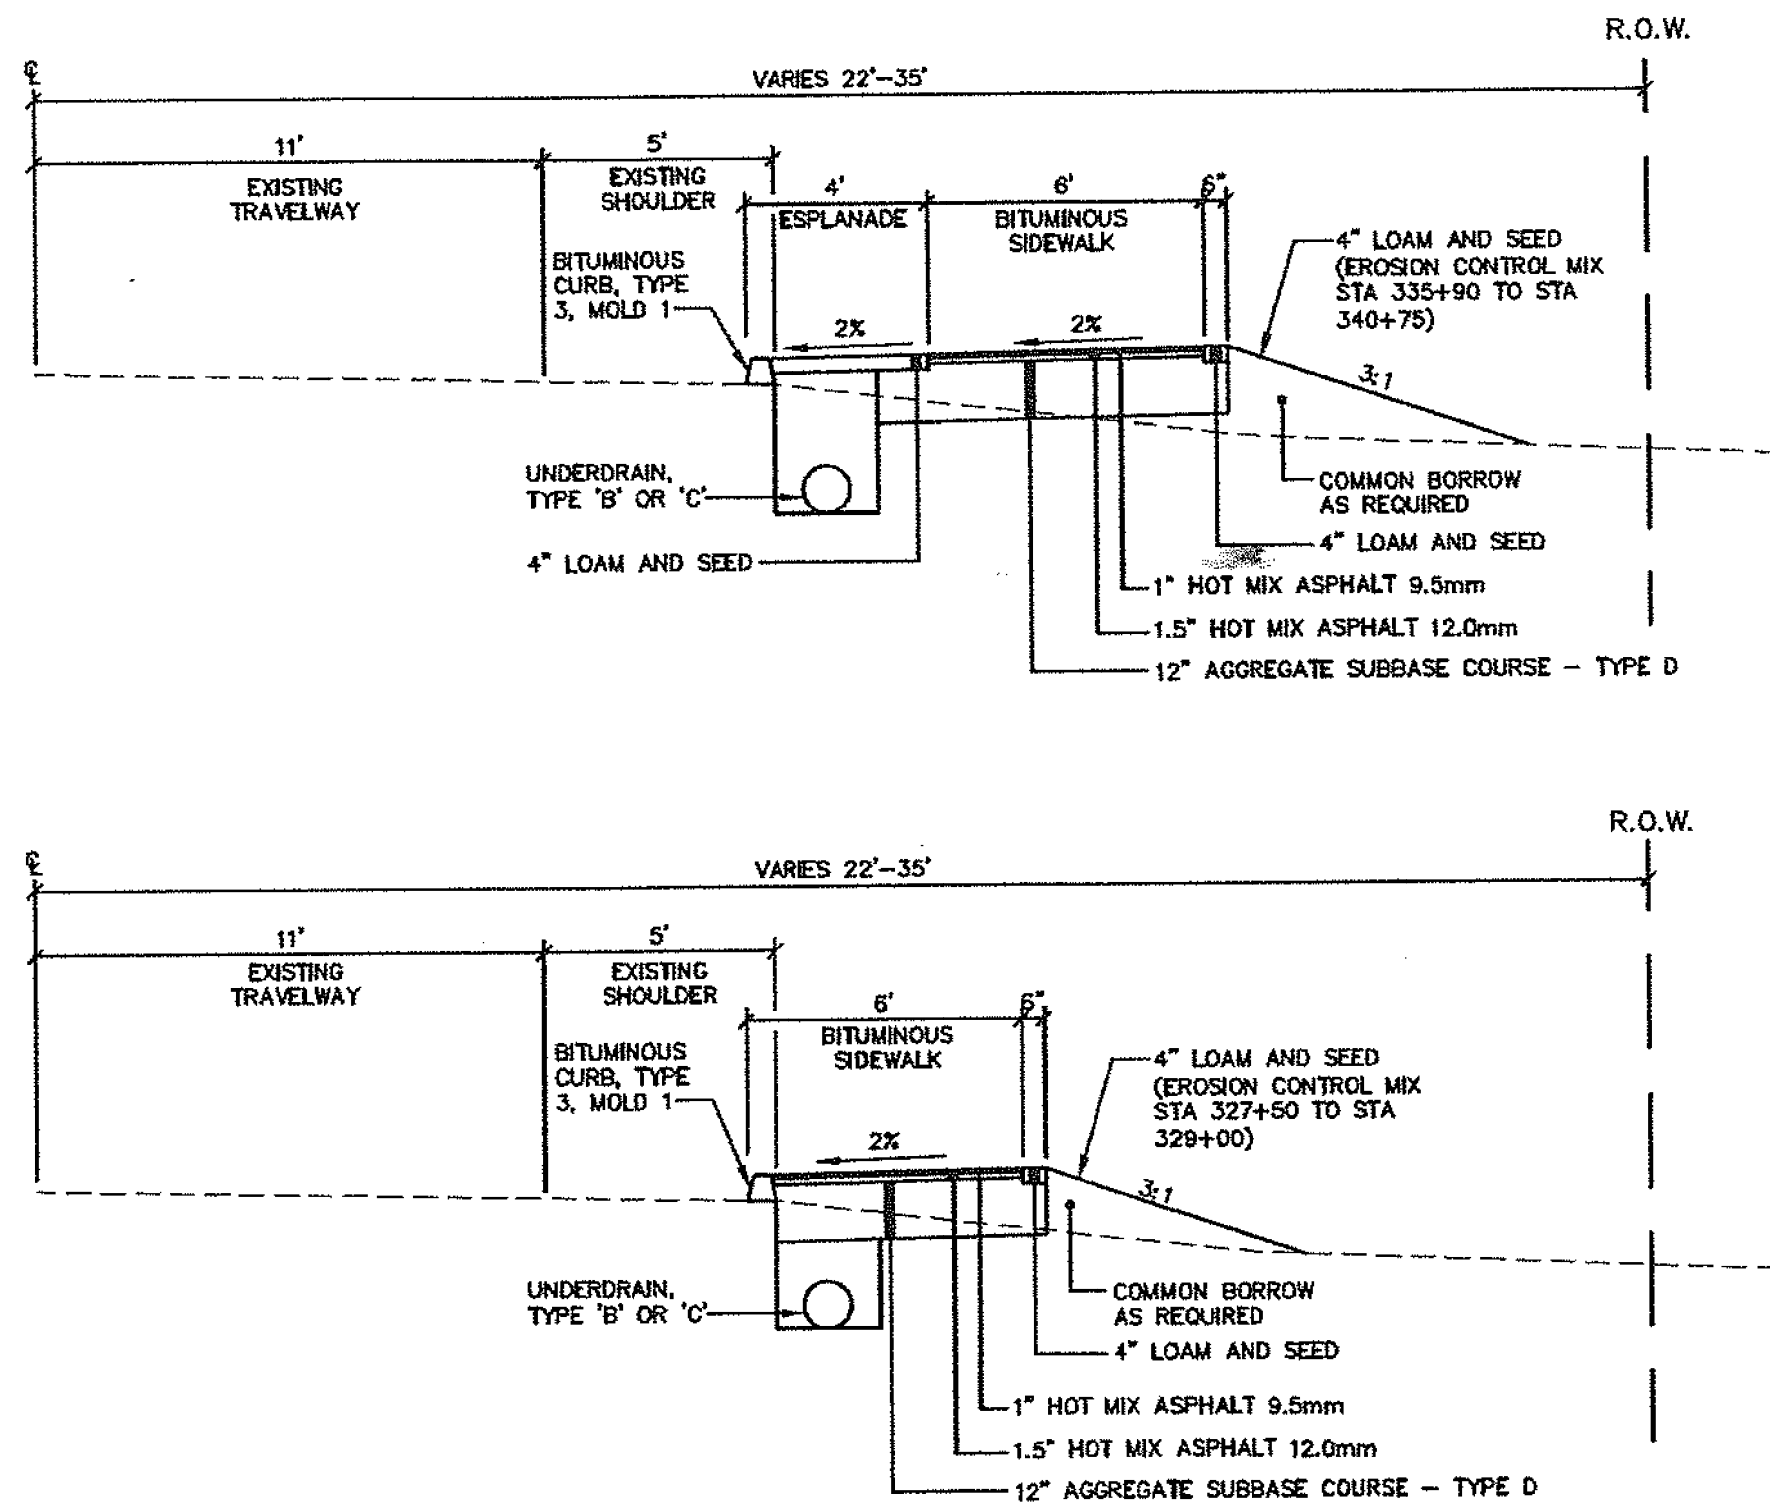 R.O.W.
℄
VARIES 22'-35'
11'
EXISTING
TRAVELWAY
5'
EXISTING
SHOULDER
4'
ESPLANADE
6'
BITUMINOUS
SIDEWALK
6"
BITUMINOUS
CURB, TYPE
3, MOLD 1
2%
2%
4" LOAM AND SEED
(EROSION CONTROL MIX
STA 335+90 TO STA
340+75)
3:1
UNDERDRAIN,
TYPE 'B' OR 'C'
COMMON BORROW
AS REQUIRED
4" LOAM AND SEED
4" LOAM AND SEED
1" HOT MIX ASPHALT 9.5mm
1.5" HOT MIX ASPHALT 12.0mm
12" AGGREGATE SUBBASE COURSE - TYPE D
R.O.W.
℄
VARIES 22'-35'
11'
EXISTING
TRAVELWAY
5'
EXISTING
SHOULDER
6'
BITUMINOUS
SIDEWALK
6"
BITUMINOUS
CURB, TYPE
3, MOLD 1
2%
4" LOAM AND SEED
(EROSION CONTROL MIX
STA 327+50 TO STA
329+00)
3:1
UNDERDRAIN,
TYPE 'B' OR 'C'
COMMON BORROW
AS REQUIRED
4" LOAM AND SEED
1" HOT MIX ASPHALT 9.5mm
1.5" HOT MIX ASPHALT 12.0mm
12" AGGREGATE SUBBASE COURSE - TYPE D